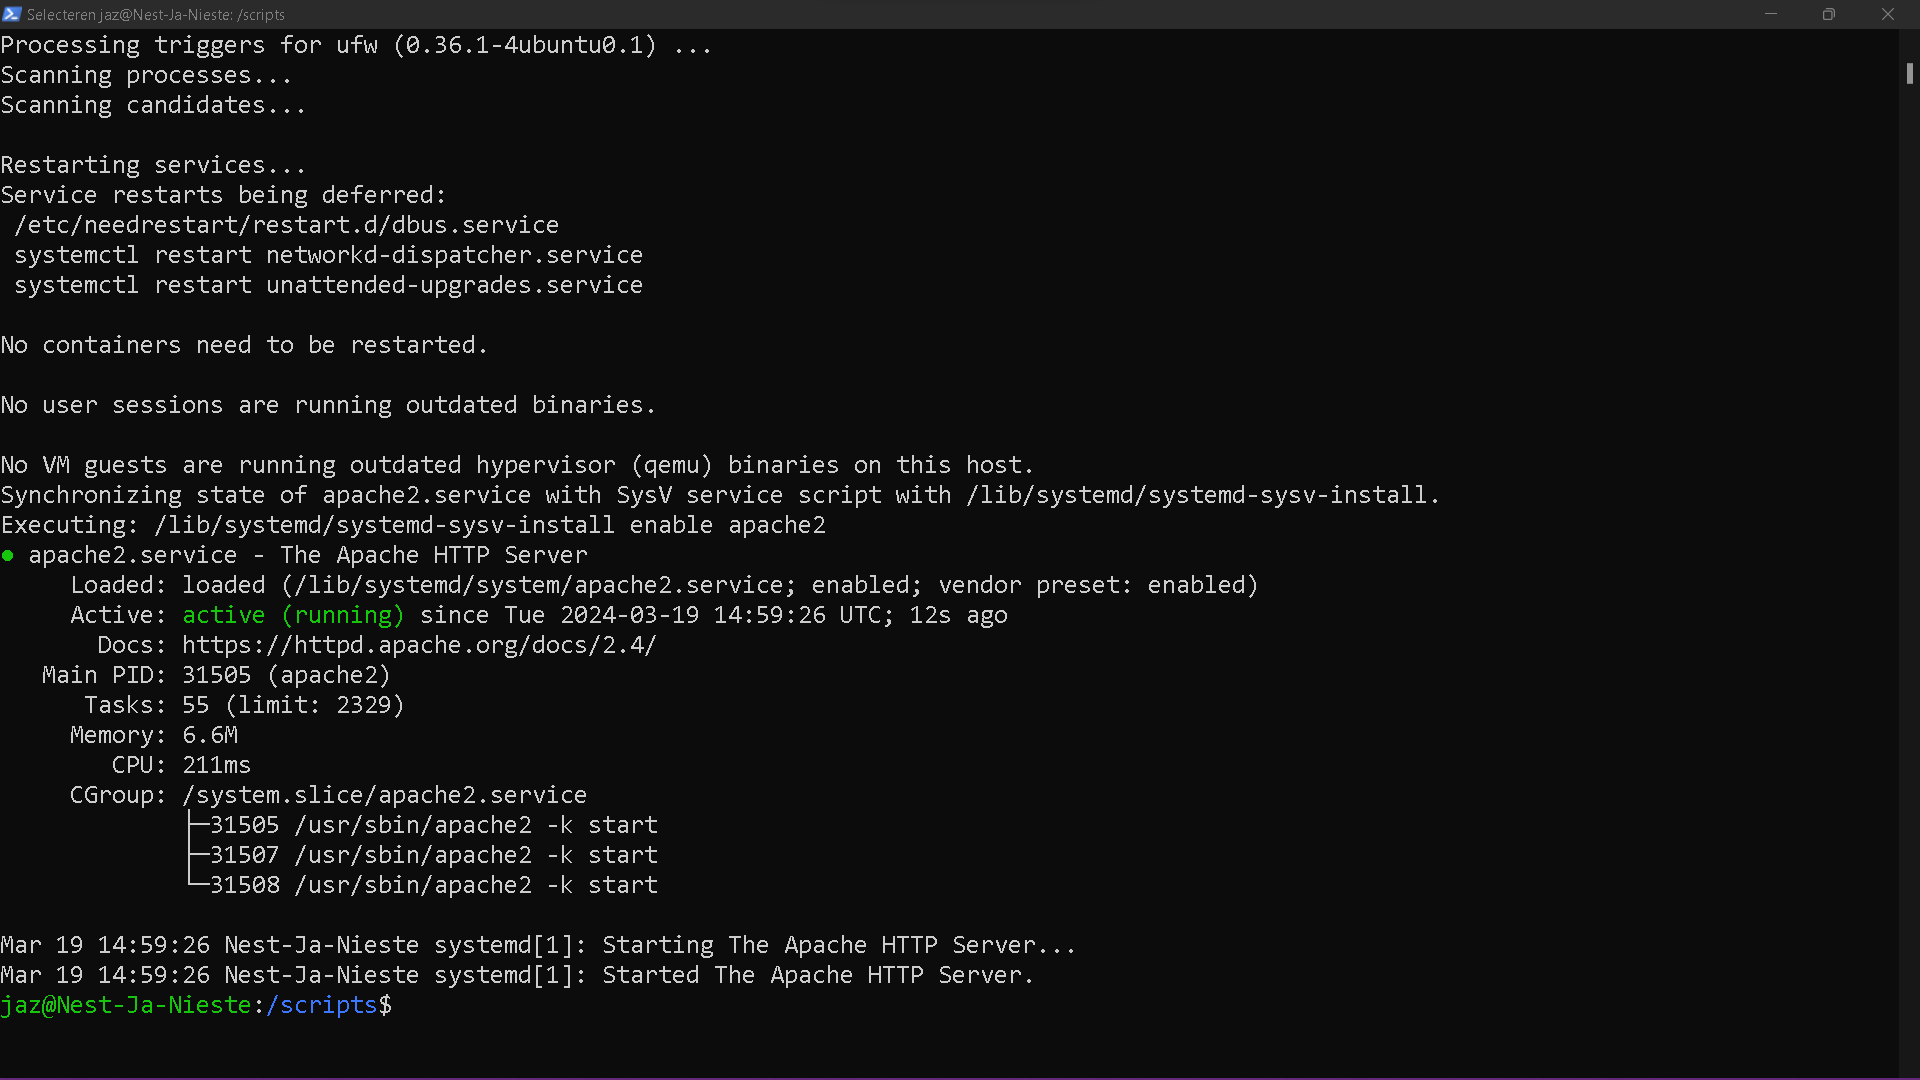 Selecteren jaz@Nest-Ja-Nieste: /scripts
Processing triggers for ufw (0.36.1-4ubuntu0.1) ...
Scanning processes...
Scanning candidates...
Restarting services...
Service restarts being deferred:
 /etc/needrestart/restart.d/dbus.service
 systemctl restart networkd-dispatcher.service
 systemctl restart unattended-upgrades.service
No containers need to be restarted.
No user sessions are running outdated binaries.
No VM guests are running outdated hypervisor (qemu) binaries on this host.
Synchronizing state of apache2.service with SysV service script with /lib/systemd/systemd-sysv-install.
Executing: /lib/systemd/systemd-sysv-install enable apache2
● apache2.service - The Apache HTTP Server
     Loaded: loaded (/lib/systemd/system/apache2.service; enabled; vendor preset: enabled)
     Active: active (running) since Tue 2024-03-19 14:59:26 UTC; 12s ago
       Docs: https://httpd.apache.org/docs/2.4/
   Main PID: 31505 (apache2)
      Tasks: 55 (limit: 2329)
     Memory: 6.6M
        CPU: 211ms
     CGroup: /system.slice/apache2.service
             ├─31505 /usr/sbin/apache2 -k start
             ├─31507 /usr/sbin/apache2 -k start
             └─31508 /usr/sbin/apache2 -k start
Mar 19 14:59:26 Nest-Ja-Nieste systemd[1]: Starting The Apache HTTP Server...
Mar 19 14:59:26 Nest-Ja-Nieste systemd[1]: Started The Apache HTTP Server.
jaz@Nest-Ja-Nieste:/scripts$